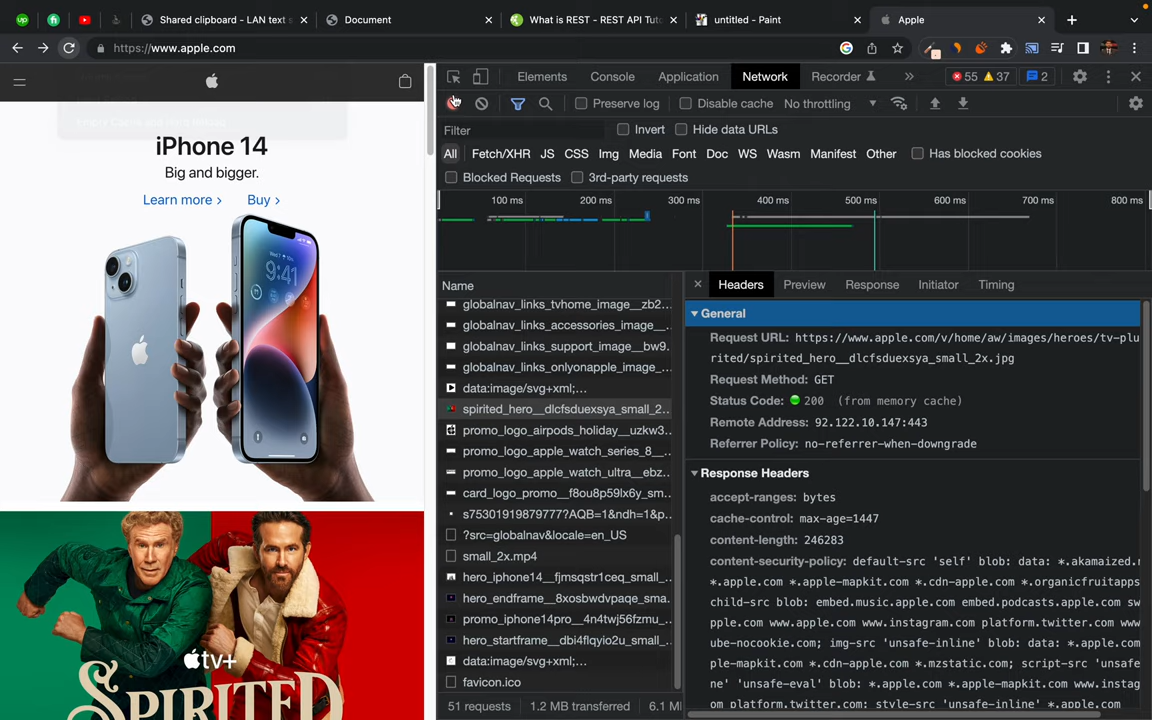 Shared clipboard - LAN text s
Document
What is REST - REST API Tuto
untitled - Paint
Apple
https://www.apple.com
Elements
Console
Application
Network
Recorder
55
37
2
Preserve log
Disable cache
No throttling
Filter
Invert
Hide data URLs
All
Fetch/XHR
JS
CSS
Img
Media
Font
Doc
WS
Wasm
Manifest
Other
Has blocked cookies
Blocked Requests
3rd-party requests
100 ms
200 ms
300 ms
400 ms
500 ms
600 ms
700 ms
800 ms
Empty Cache and Hard Reload
iPhone 14
Big and bigger.
Learn more >
Buy >
9:41
tv+
SPIRITED
Name
globalnav_links_tvhome_image__zb2...
globalnav_links_accessories_image__...
globalnav_links_support_image__bw9...
globalnav_links_onlyonapple_image_...
data:image/svg+xml;...
spirited_hero__dlcfsduexsya_small_2...
promo_logo_airpods_holiday__uzkw3...
promo_logo_apple_watch_series_8__...
promo_logo_apple_watch_ultra__ebz...
card_logo_promo__f8ou8p59lx6y_sm...
s75301919879777?AQB=1&ndh=1&p...
?src=globalnav&locale=en_US
small_2x.mp4
hero_iphone14__fjmsqstr1ceq_small_...
hero_endframe__8xosbwdvpaqe_sma...
promo_iphone14pro__4n4twj56fzmu_...
hero_startframe__dbi4flqyio2u_small_...
data:image/svg+xml;...
favicon.ico
51 requests
1.2 MB transferred
6.1 M
Headers
Preview
Response
Initiator
Timing
General
Request URL: https://www.apple.com/v/home/aw/images/heroes/tv-plu
rited/spirited_hero__dlcfsduexsya_small_2x.jpg
Request Method: GET
Status Code: 200 (from memory cache)
Remote Address: 92.122.10.147:443
Referrer Policy: no-referrer-when-downgrade
Response Headers
accept-ranges: bytes
cache-control: max-age=1447
content-length: 246283
content-security-policy: default-src 'self' blob: data: *.akamaized.n
*.apple.com *.apple-mapkit.com *.cdn-apple.com *.organicfruitapps
child-src blob: embed.music.apple.com embed.podcasts.apple.com sw
pple.com www.apple.com www.instagram.com platform.twitter.com
ube-nocookie.com; img-src 'unsafe-inline' blob: data: *.apple.com
ple-mapkit.com *.cdn-apple.com *.mzstatic.com; script-src 'unsafe
ne' 'unsafe-eval' blob: *.apple.com *.apple-mapkit.com www.instag
om platform.twitter.com; style-src 'unsafe-inline' *.apple.com